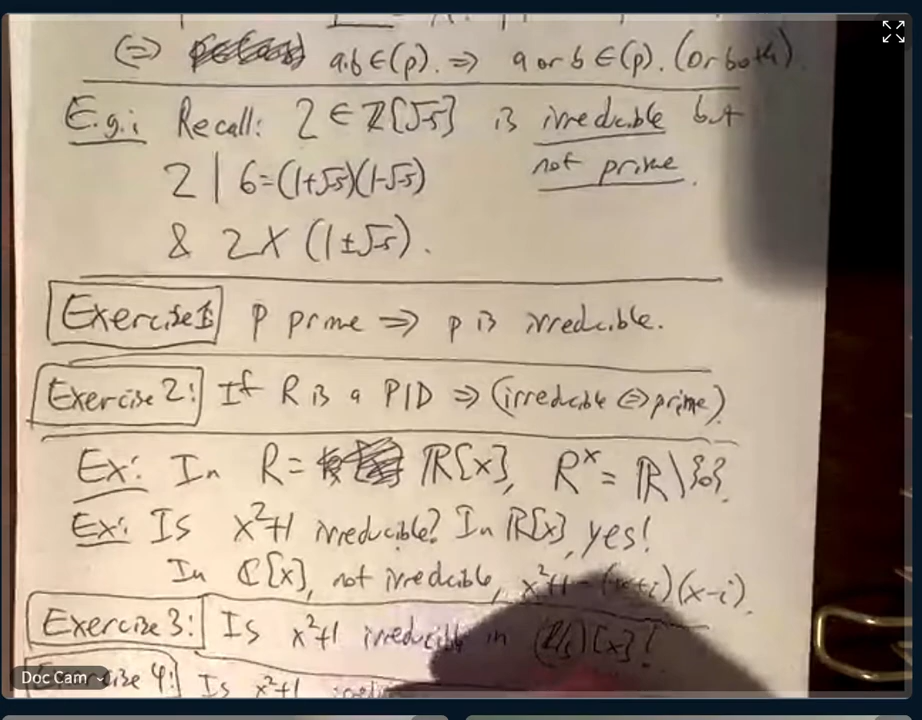 ⟺ a·b ∈ (p). ⇒ a or b ∈ (p). (or both)
E.g.: Recall: 2 ∈ Z[√-5] is irreducible but
2 | 6=(1+√-5)(1-√-5) not prime.
& 2 ∤ (1±√-5).
Exercise 1: p prime ⇒ p is irreducible.
Exercise 2: If R is a PID ⇒ (irreducible ⟺ prime).
Ex: In R = ℝ[x], R^× = ℝ\{0}.
Ex: Is x²+1 irreducible? In ℝ[x], yes!
In ℂ[x], not irreducible, x²+1 = (x+i)(x-i).
Exercise 3: Is x²+1 irreducible in [x]?
4: Is x²+1
Doc Cam